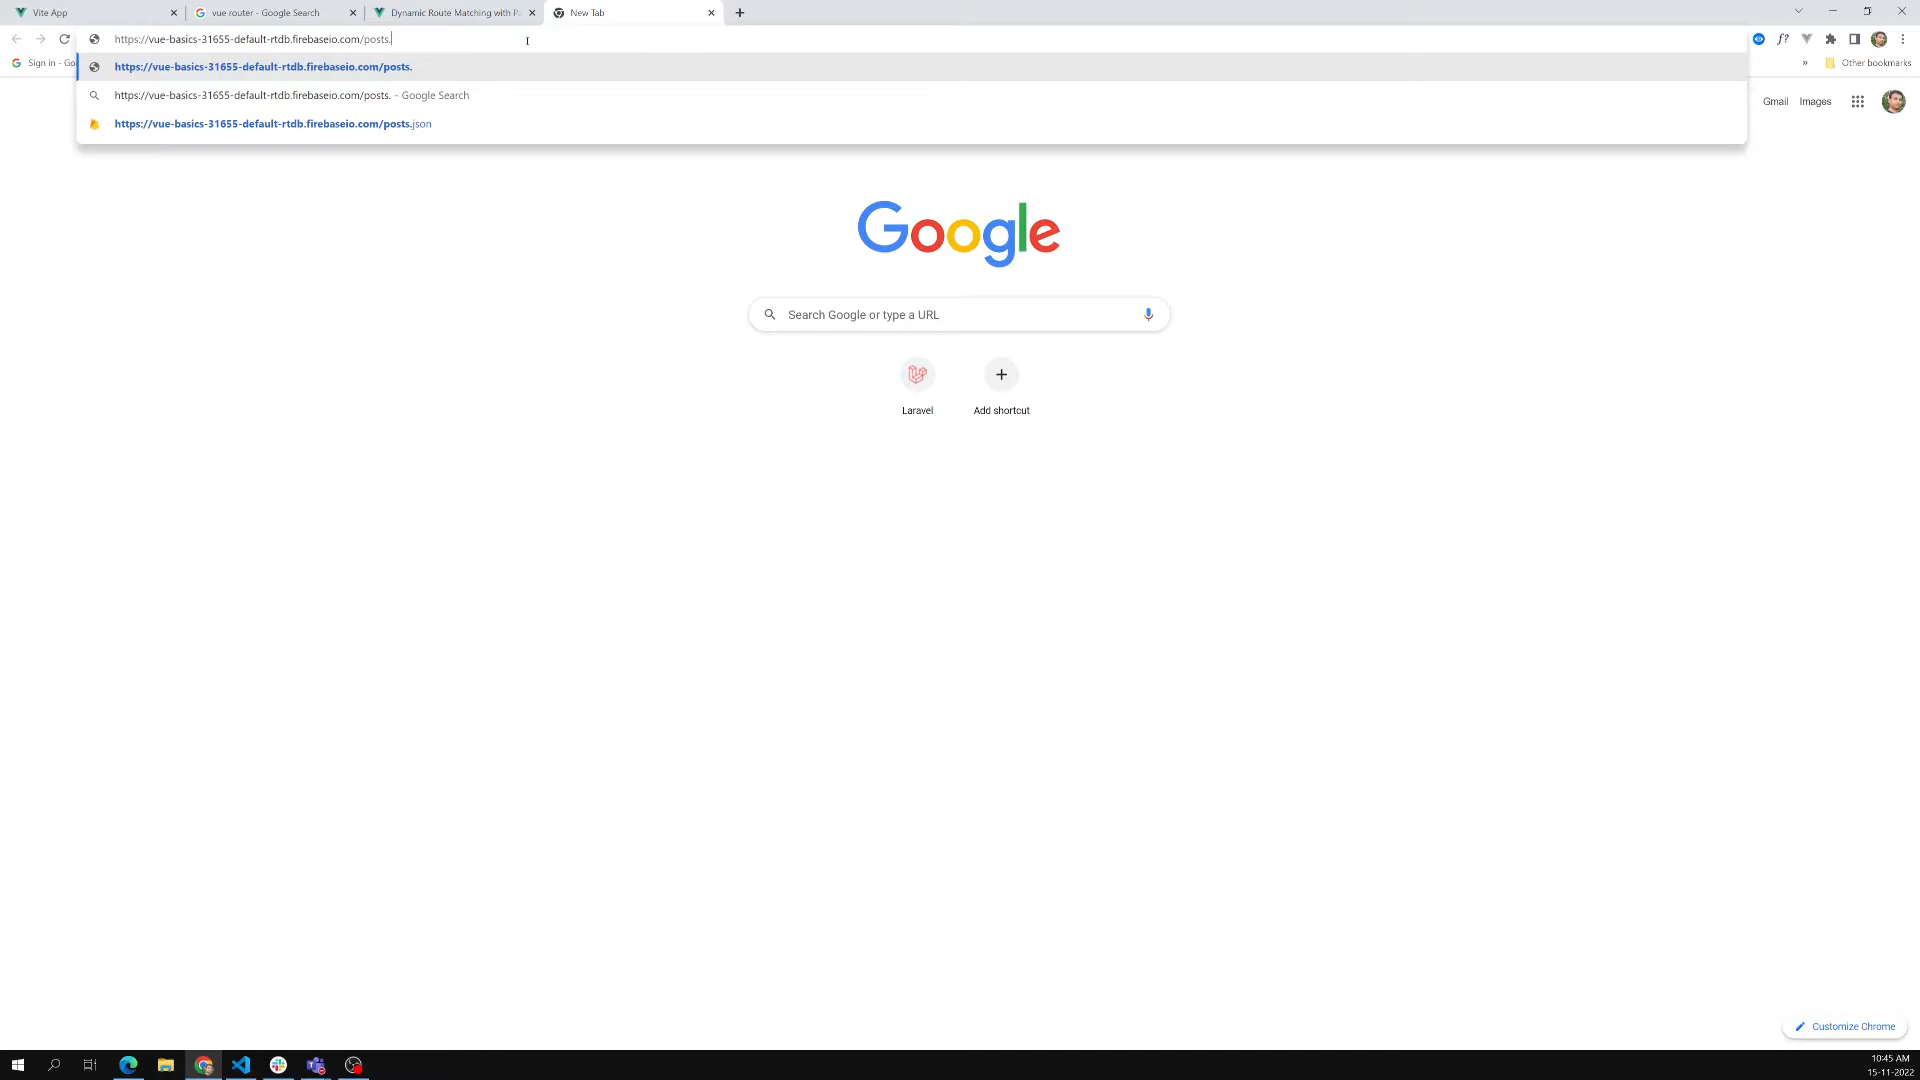 Vite App
vue router - Google Search
Dynamic Route Matching with P
New Tab
https://vue-basics-31655-default-rtdb.firebaseio.com/posts.
Sign in - Go
https://vue-basics-31655-default-rtdb.firebaseio.com/posts.
https://vue-basics-31655-default-rtdb.firebaseio.com/posts. - Google Search
https://vue-basics-31655-default-rtdb.firebaseio.com/posts.json
f?
» Other bookmarks
Gmail Images
Google
Search Google or type a URL
Laravel
Add shortcut
Customize Chrome
10:45 AM
15-11-2022